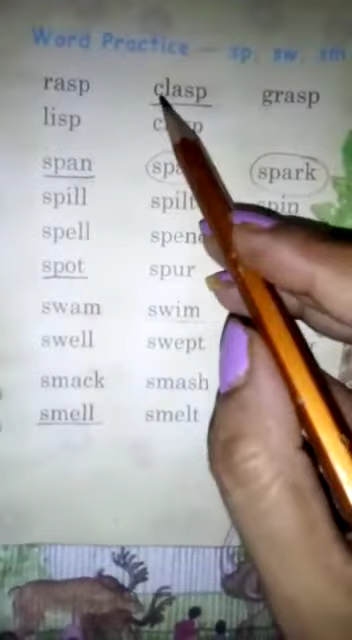 Word Practice — sp, sw, sm
rasp clasp grasp
lisp
span spark
spill spilt spin
spell
spot spur
swam swim
swell swept
smack smash
smell smelt